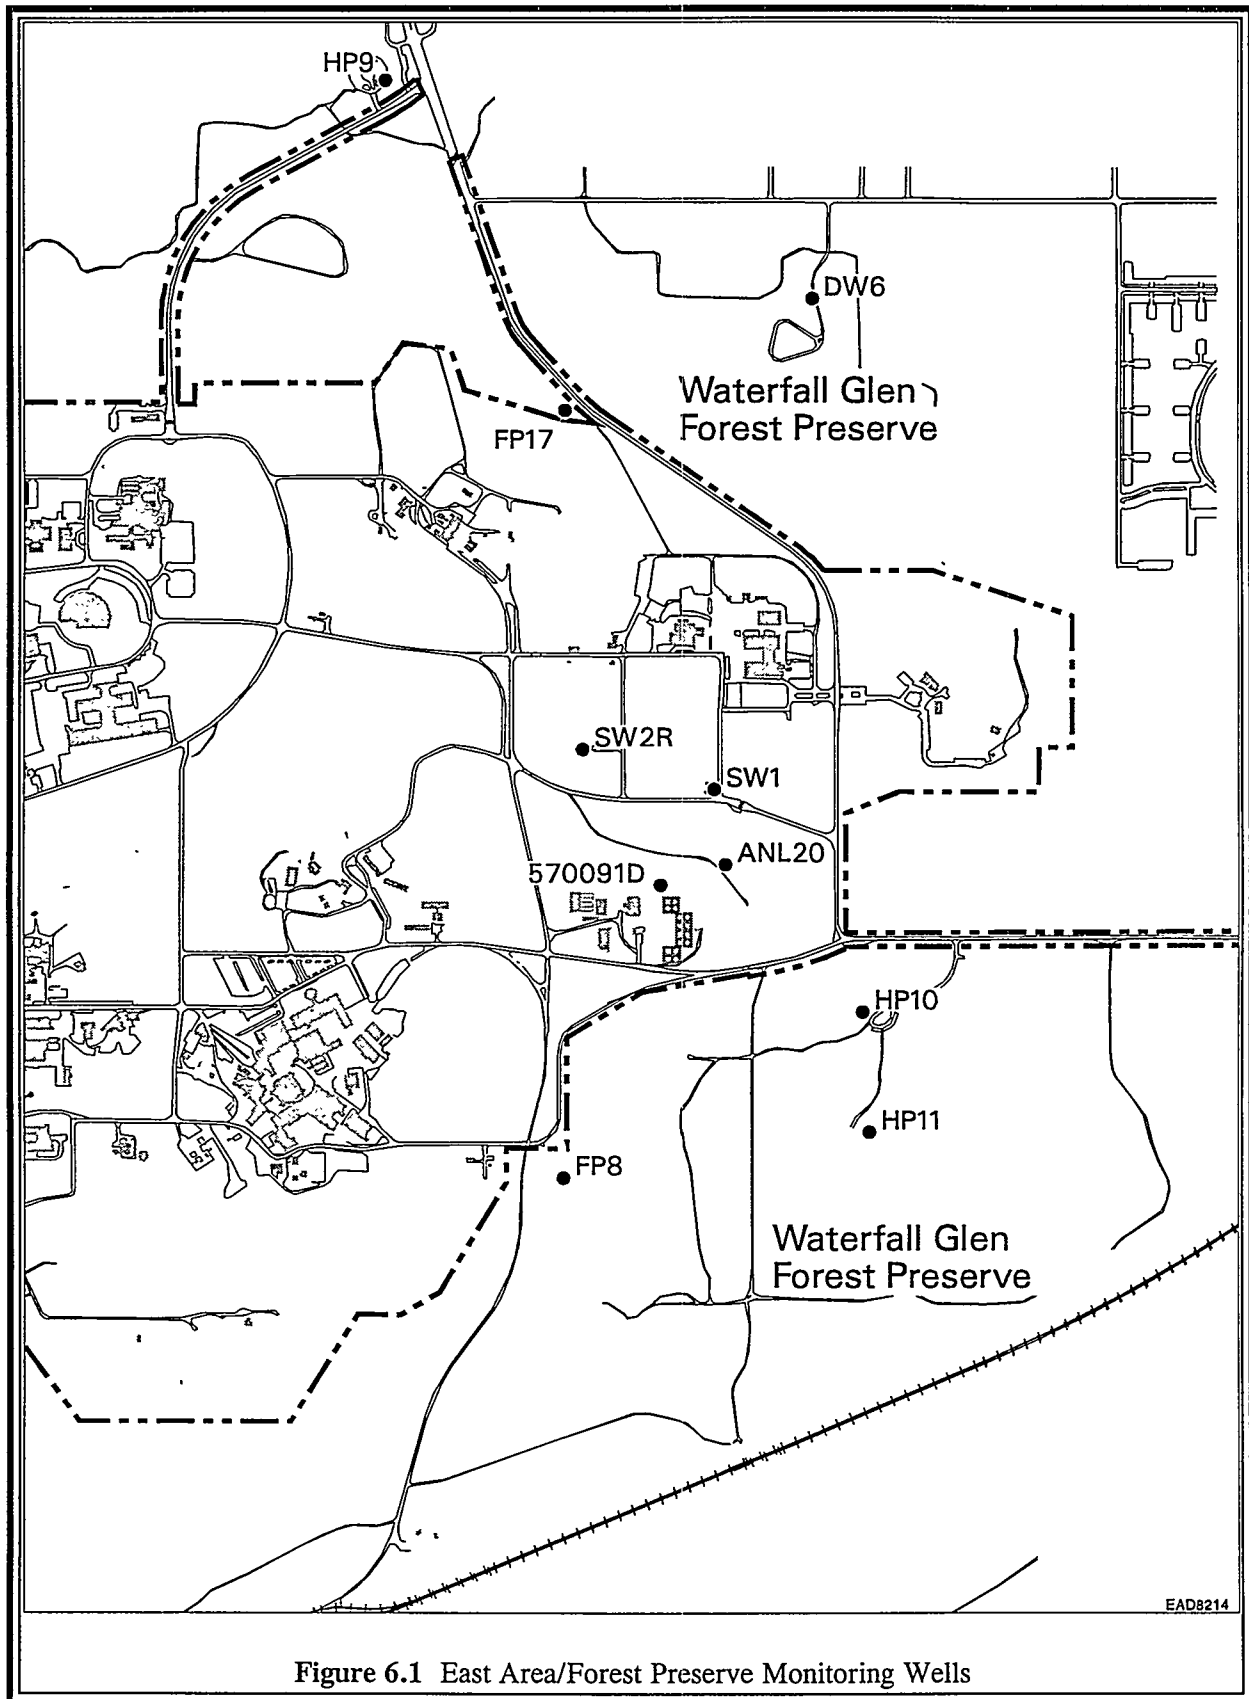 HP9
DW6
Waterfall Glen
Forest Preserve
FP17
SW2R
SW1
ANL20
570091D
HP10
HP11
FP8
Waterfall Glen
Forest Preserve
EAD8214
Figure 6.1 East Area/Forest Preserve Monitoring Wells